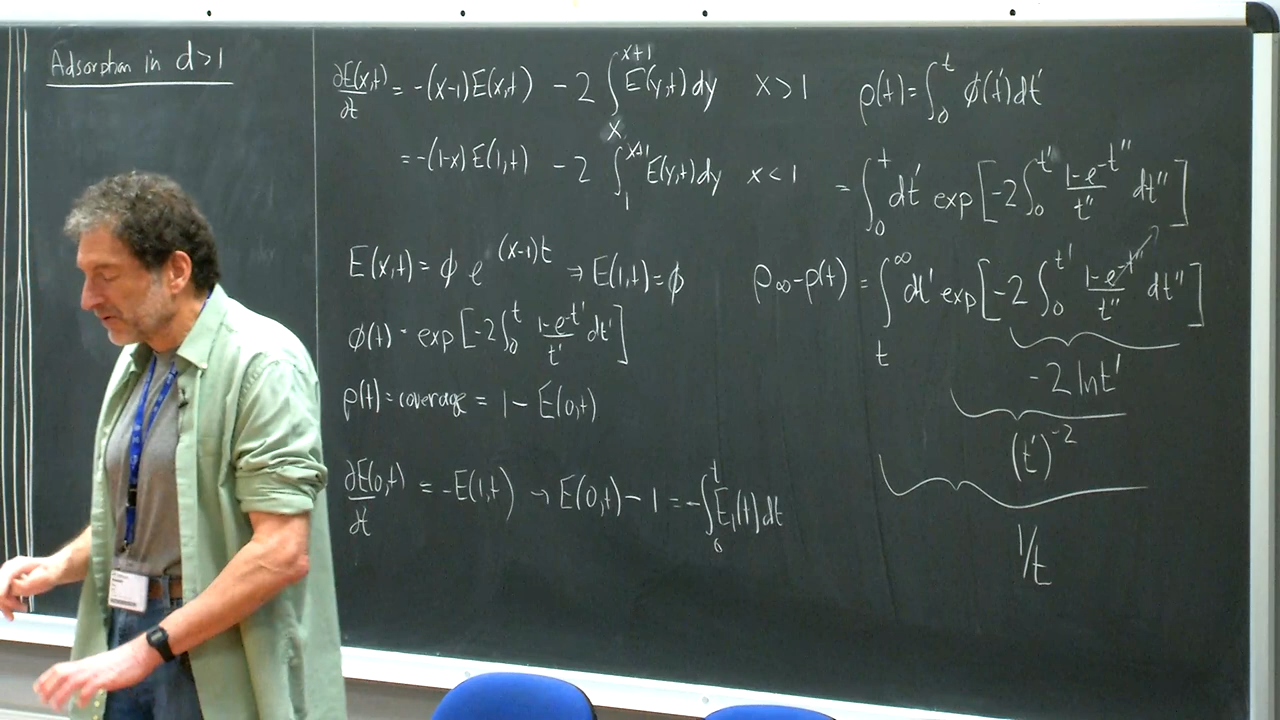 Adsorption in d>1
∂E(x,t)/∂t = -(x-1)E(x,t) - 2 ∫_x^{x+1} E(y,t)dy x>1
= -(1-x)E(1,t) - 2 ∫_1^{x+1} E(y,t)dy x<1
E(x,t) = ϕ e^{-(x-1)t} ⇒ E(1,t)=ϕ
ϕ(t) = exp[-2∫_0^t (1-e^{-t'})/t' dt']
ρ(t) = coverage = 1 - E(0,t)
∂E(0,t)/∂t = -E(1,t) → E(0,t) - 1 = -∫_0^t E_1(t)dt
ρ(t) = ∫_0^t ϕ(t')dt'
= ∫_0^t dt' exp[-2∫_0^{t'} (1-e^{-t''})/t'' dt'']
ρ_∞ - ρ(t) = ∫_t^∞ dt' exp[-2∫_0^{t'} (1-e^{-t''})/t'' dt'']
-2 ln t'
(t')^{-2}
1/t